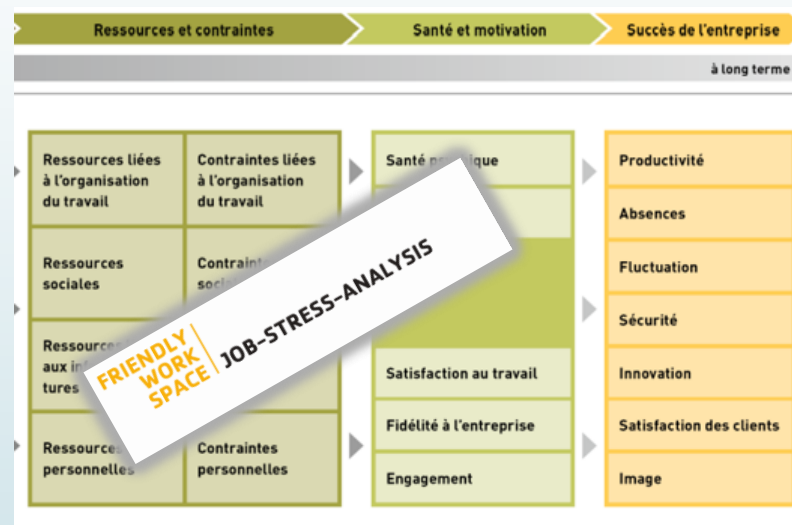 Ressources et contraintes
Santé et motivation
Succès de l'entreprise
à long terme
Ressources liées
à l'organisation
du travail
Contraintes liées
à l'organisation
du travail
Santé
Productivité
Absences
Ressources
sociales
Fluctuation
Sécurité
aux
tures
Satisfaction au travail
Innovation
Fidélité à l'entreprise
Satisfaction des clients
personnelles
Contraintes
personnelles
Engagement
Image
FRIENDLY
WORK
SPACE
JOB-STRESS-ANALYSIS